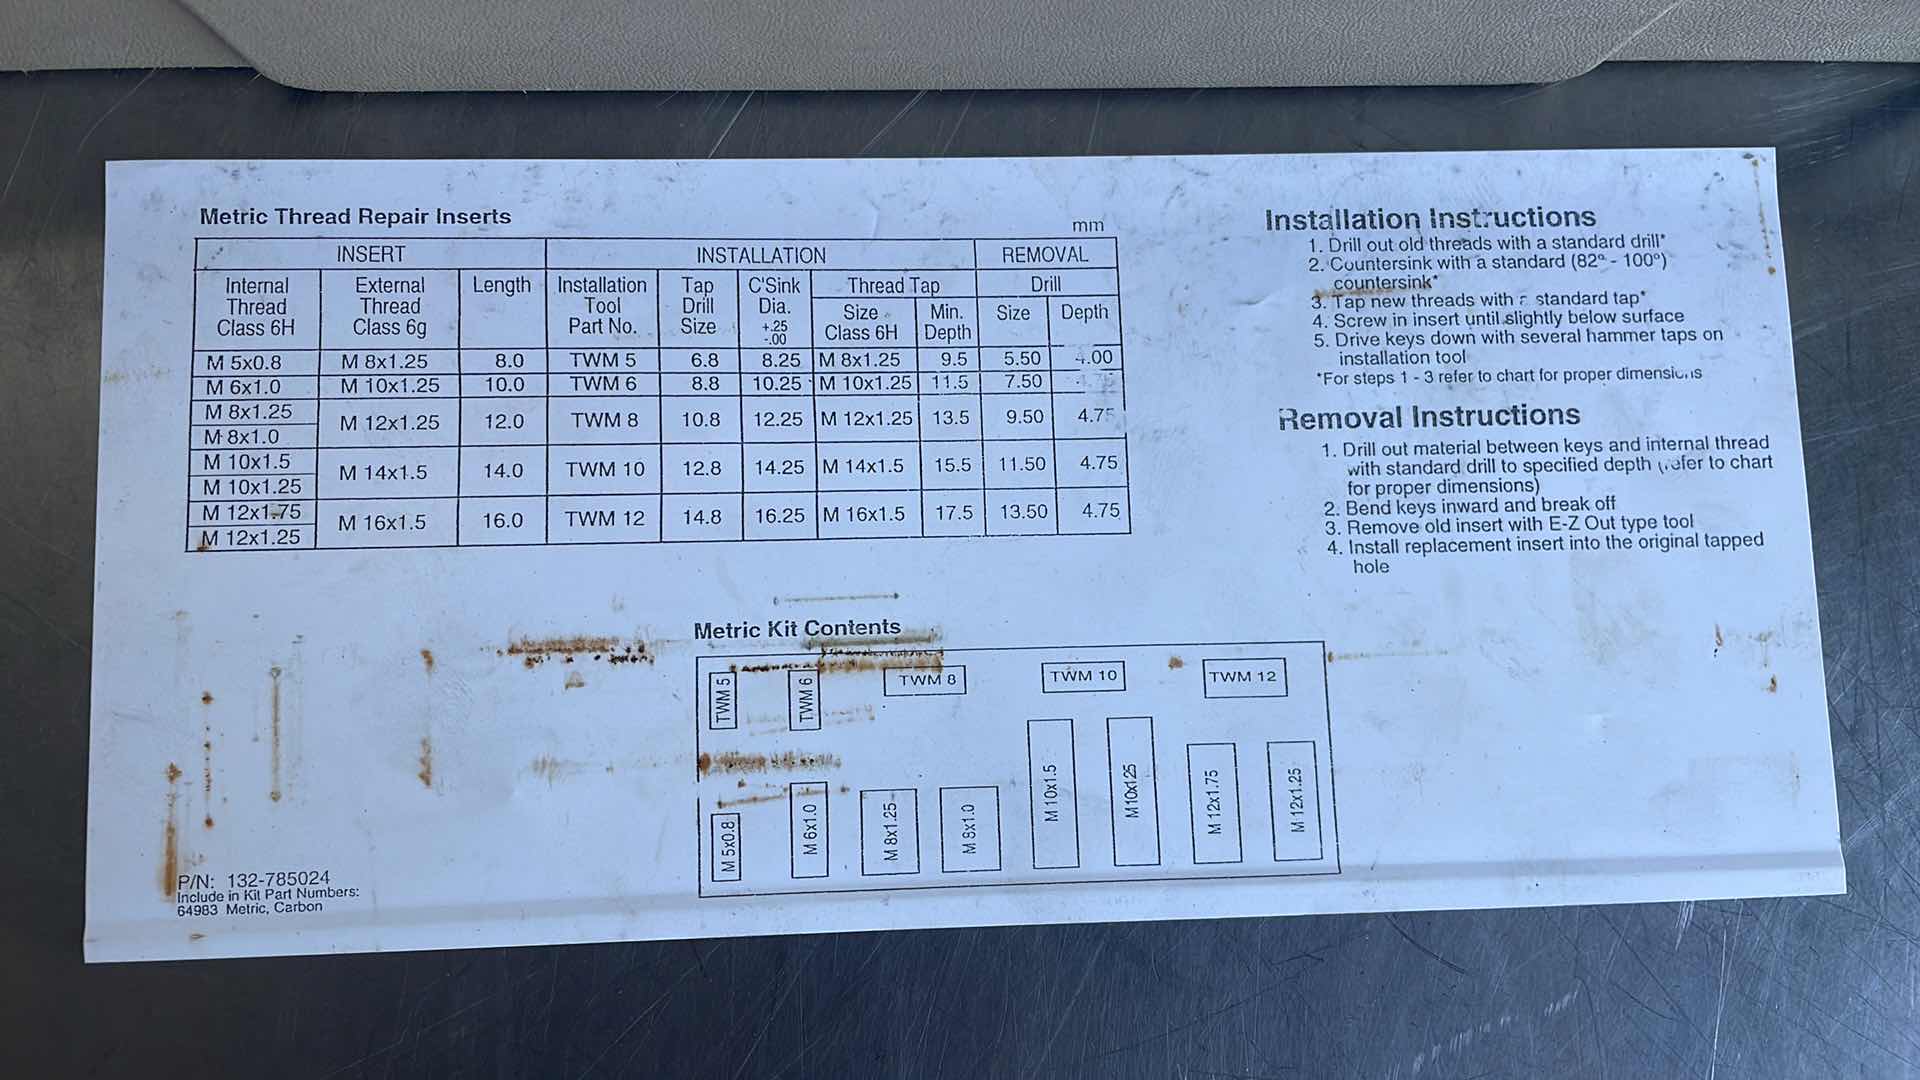 Metric Thread Repair Inserts
mm
INSERT INSTALLATION REMOVAL
Internal Thread Class 6H External Thread Class 6g Length Installation Tool Part No. Tap Drill Size C'Sink Dia. +.25 -.00 Thread Tap Drill
Size Class 6H Min. Depth Size Depth
M 5x0.8 M 8x1.25 8.0 TWM 5 6.8 8.25 M 8x1.25 9.5 5.50 4.00
M 6x1.0 M 10x1.25 10.0 TWM 6 8.8 10.25 M 10x1.25 11.5 7.50
M 8x1.25
M 12x1.25 12.0 TWM 8 10.8 12.25 M 12x1.25 13.5 9.50 4.75
M 8x1.0
M 10x1.5
M 14x1.5 14.0 TWM 10 12.8 14.25 M 14x1.5 15.5 11.50 4.75
M 10x1.25
M 12x1.75
M 16x1.5 16.0 TWM 12 14.8 16.25 M 16x1.5 17.5 13.50 4.75
M 12x1.25
Installation Instructions
1. Drill out old threads with a standard drill*
2. Countersink with a standard (82° - 100°)
countersink*
3. Tap new threads with a standard tap*
4. Screw in insert until slightly below surface
5. Drive keys down with several hammer taps on
installation tool
*For steps 1 - 3 refer to chart for proper dimensions
Removal Instructions
1. Drill out material between keys and internal thread
with standard drill to specified depth (refer to chart
for proper dimensions)
2. Bend keys inward and break off
3. Remove old insert with E-Z Out type tool
4. Install replacement insert into the original tapped
hole
Metric Kit Contents
TWM 5
TWM 6
TWM 8
TWM 10
TWM 12
M 5x0.8
M 6x1.0
M 8x1.25
M 8x1.0
M 10x1.5
M10x125
M 12x1.75
M 12x1.25
P/N: 132-785024
Include in Kit Part Numbers:
64983 Metric, Carbon